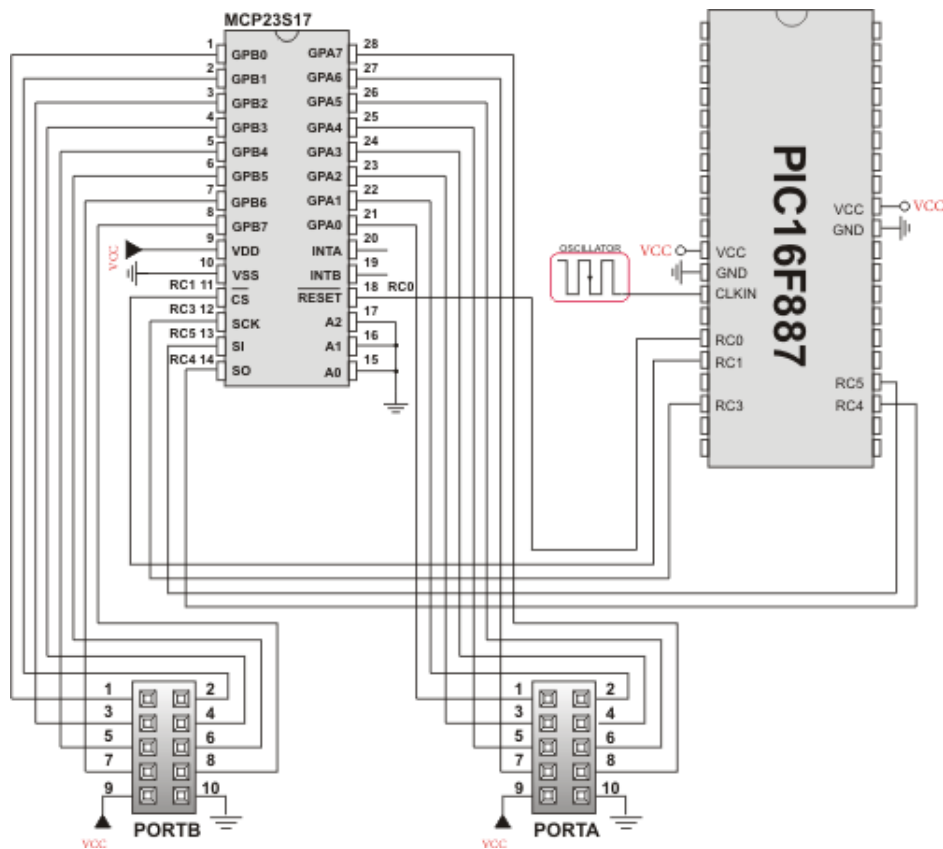 MCP23S17
1 GPB0 GPA7 28
2 GPB1 GPA6 27
3 GPB2 GPA5 26
4 GPB3 GPA4 25
5 GPB4 GPA3 24
6 GPB5 GPA2 23
7 GPB6 GPA1 22
8 GPB7 GPA0 21
VCC 9 VDD INTA 20
10 VSS INTB 19
RC1 11 CS RESET 18 RC0
RC3 12 SCK A2 17
RC5 13 SI A1 16
RC4 14 SO A0 15
PIC16F887
VCC VCC
GND
OSCILLATOR
VCC VCC
GND
CLKIN
RC0
RC1
RC5
RC3 RC4
1 2
3 4
5 6
7 8
9 10
VCC
PORTB
1 2
3 4
5 6
7 8
9 10
VCC
PORTA